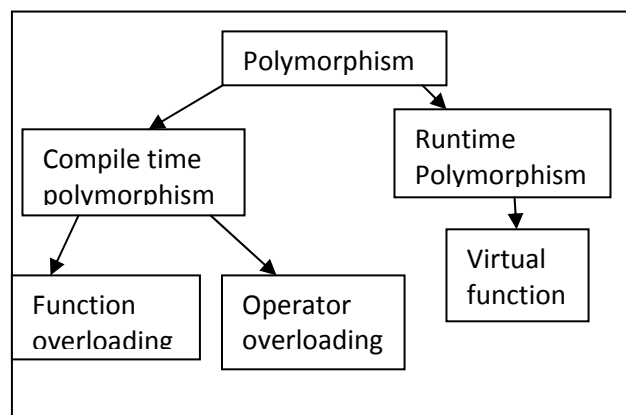 Polymorphism
Compile time
polymorphism
Runtime
Polymorphism
Function
overloading
Operator
overloading
Virtual
function